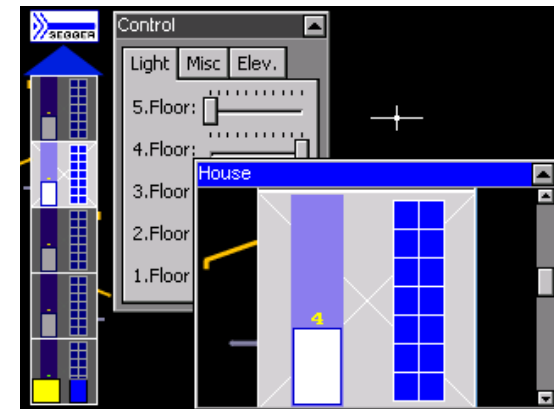 SEGGER
Control
Light Misc Elev.
5.Floor:
4.Floor:
House
3.Floor
2.Floor
1.Floor
4